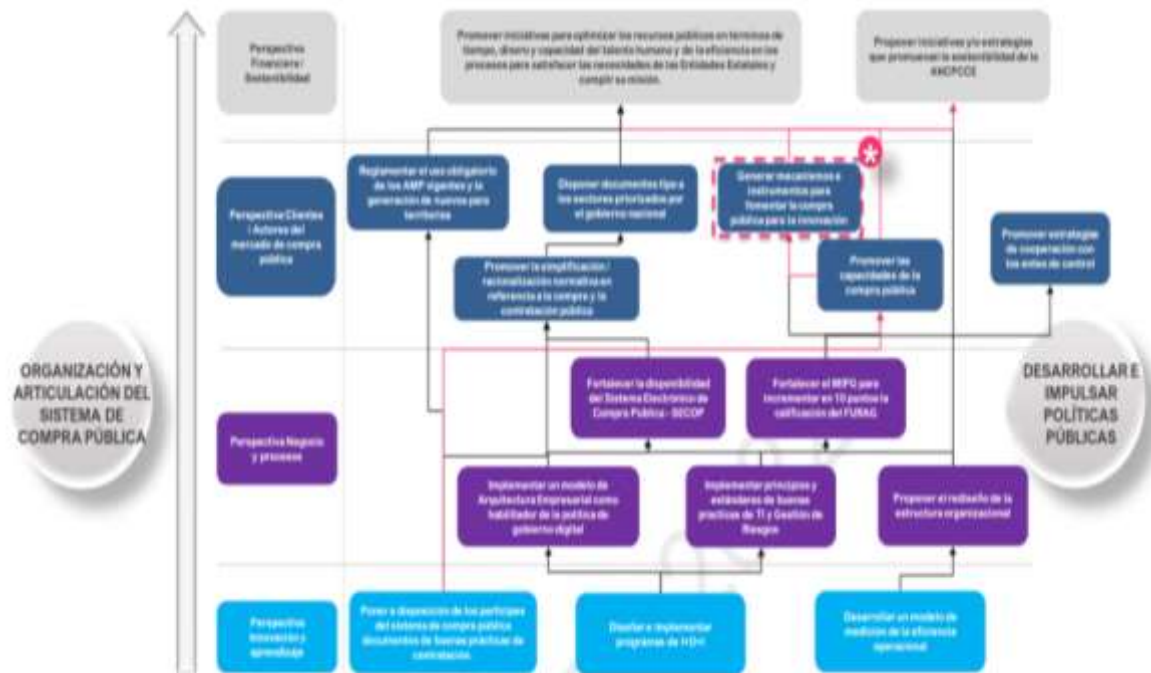 Perspectiva
Financiera /
Sostenibilidad
Promover iniciativas para optimizar los recursos públicos en términos de
tiempo, dinero y capacidad del talento humano y de la eficiencia en los
procesos para satisfacer las necesidades de las Entidades Estatales y
cumplir su misión.
Proponer iniciativas y/o estrategias
que promuevan la sostenibilidad de la
ANCPCCE
Perspectiva Clientes
/ Actores del
mercado de compra
pública
Reglamentar el uso obligatorio
de los AMP vigentes y la
generación de nuevos para
territorios
Disponer documentos tipo a
los sectores priorizados por
el gobierno nacional
Generar mecanismos e
instrumentos para
fomentar la compra
pública para la innovación
*
Promover la simplificación /
racionalización normativa en
referencia a la compra y la
contratación pública
Promover las
capacidades de la
compra pública
Promover estrategias
de cooperación con
los entes de control
ORGANIZACIÓN Y
ARTICULACIÓN DEL
SISTEMA DE
COMPRA PÚBLICA
DESARROLLAR E
IMPULSAR
POLÍTICAS
PÚBLICAS
Perspectiva Negocio
y procesos
Fortalecer la disponibilidad
del Sistema Electrónico de
Compra Pública - SECOP
Fortalecer el MIPG para
incrementar en 10 puntos la
calificación del FURAG
Implementar un modelo de
Arquitectura Empresarial como
habilitador de la política de
gobierno digital
Implementar principios y
estándares de buenas
prácticas de TI y Gestión de
Riesgos
Proponer el rediseño de la
estructura organizacional
Perspectiva
Innovación y
aprendizaje
Poner a disposición de los partícipes
del sistema de compra pública
documentos de buenas prácticas de
contratación.
Diseñar e implementar
programas de I+D+i
Desarrollar un modelo de
medición de la eficiencia
operacional